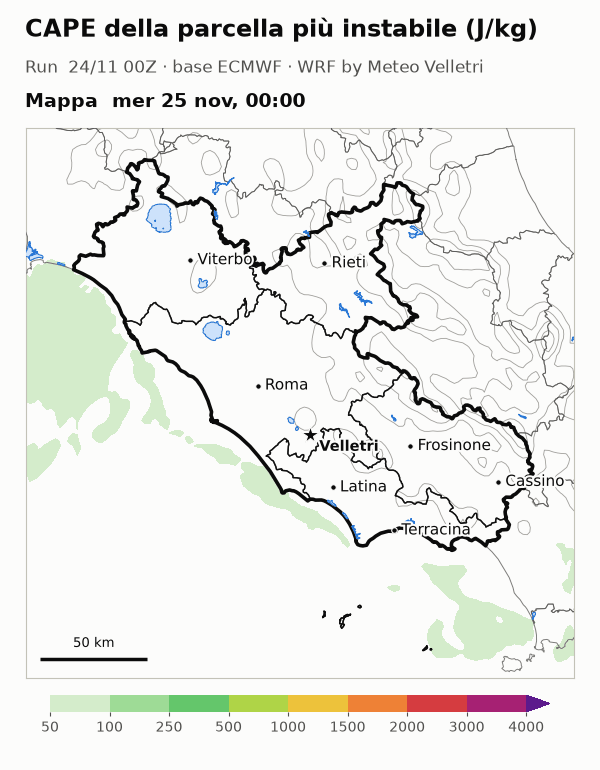 CAPE della parcella più instabile (J/kg)
Run  24/11 00Z · base ECMWF · WRF by Meteo Velletri
Mappa  mer 25 nov, 00:00
Viterbo
Rieti
Roma
Velletri
Frosinone
Latina
Cassino
Terracina
50 km
50 100 250 500 1000 1500 2000 3000 4000